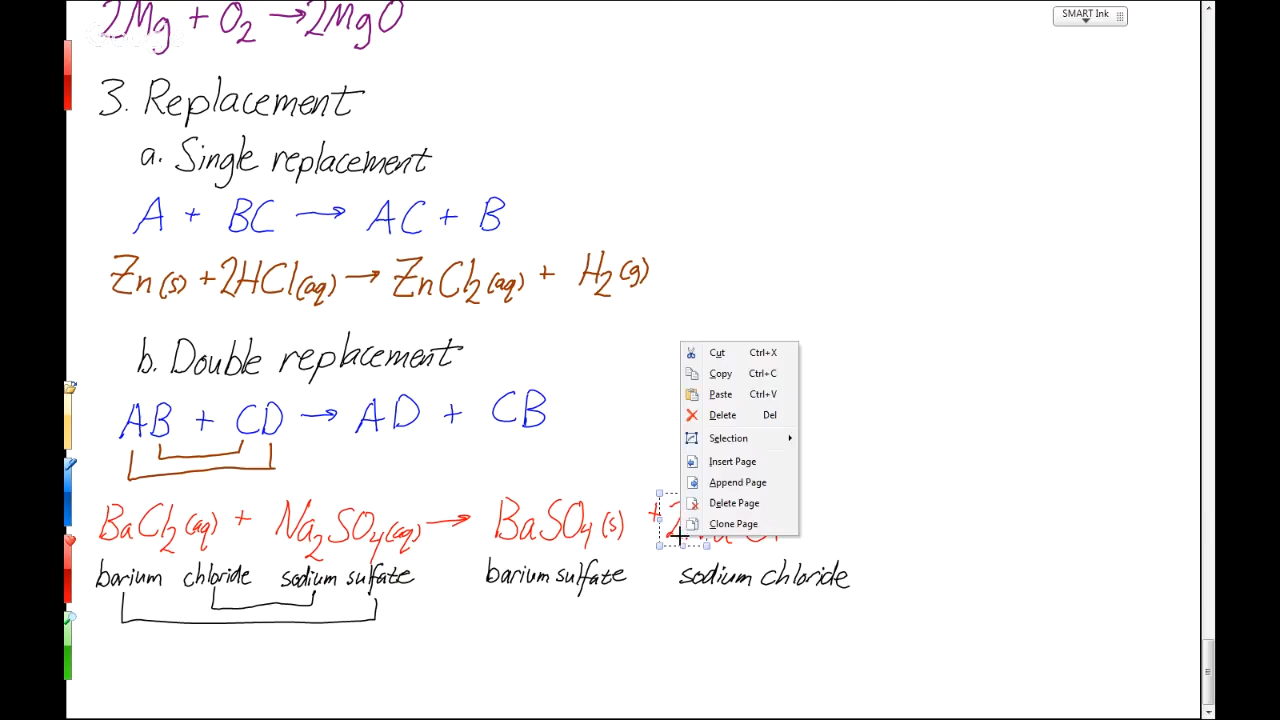 2Mg + O2 → 2MgO
SMART Ink
3. Replacement
a. Single replacement
A + BC → AC + B
Zn(s) + 2HCl(aq) → ZnCl2(aq) + H2(g)
b. Double replacement
AB + CD → AD + CB
Cut Ctrl+X
Copy Ctrl+C
Paste Ctrl+V
Delete Del
Selection
Insert Page
Append Page
Delete Page
Clone Page
BaCl2(aq) + Na2SO4(aq) → BaSO4(s) +
barium chloride sodium sulfate barium sulfate sodium chloride